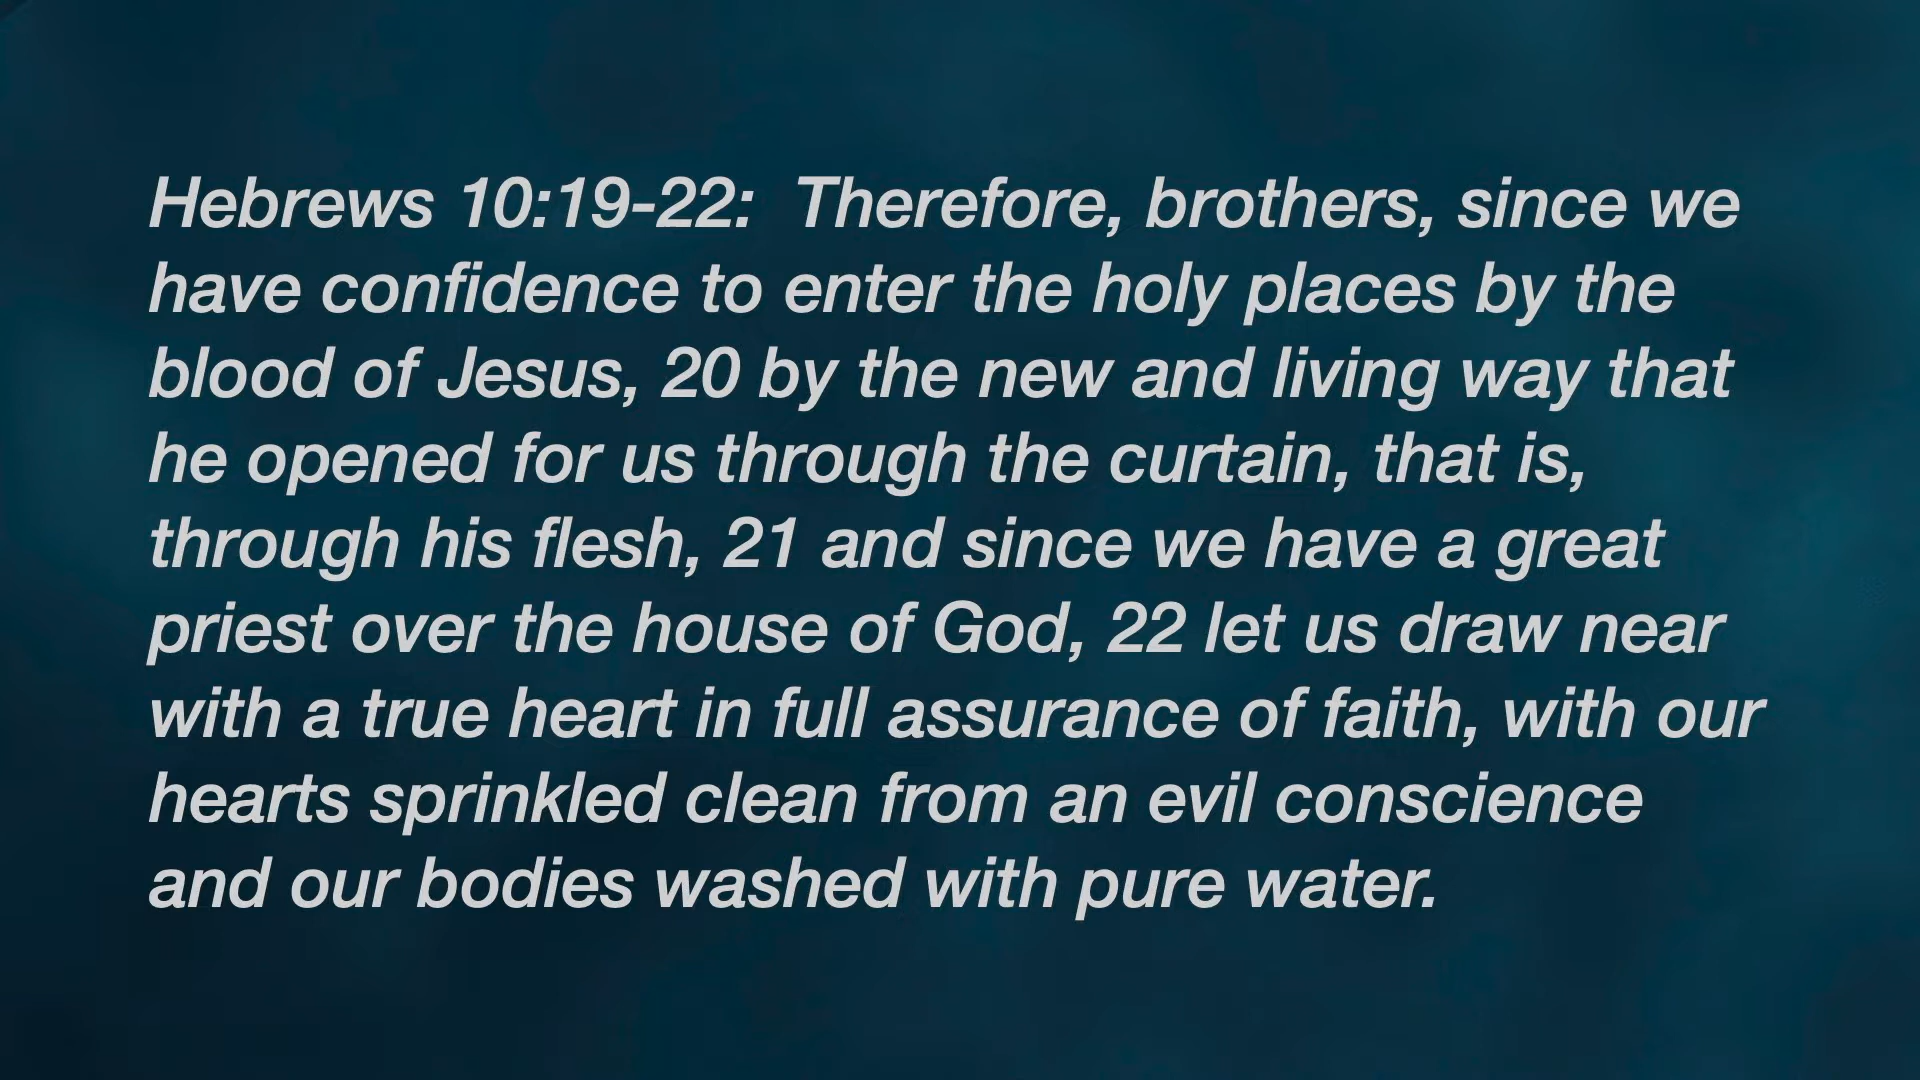 Hebrews 10:19-22:  Therefore, brothers, since we
have confidence to enter the holy places by the
blood of Jesus, 20 by the new and living way that
he opened for us through the curtain, that is,
through his flesh, 21 and since we have a great
priest over the house of God, 22 let us draw near
with a true heart in full assurance of faith, with our
hearts sprinkled clean from an evil conscience
and our bodies washed with pure water.